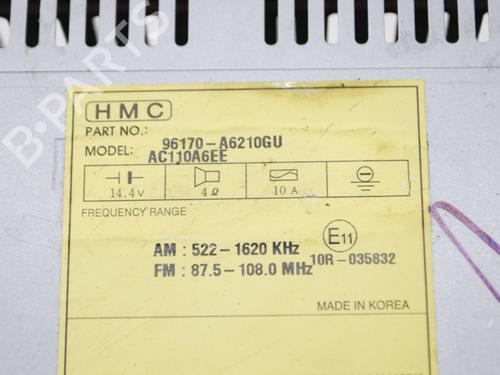 HMC
PART NO.: 96170-A6210GU
MODEL: AC110A6EE
14.4V 4Ω 10 A
FREQUENCY RANGE
AM : 522-1620 KHz
FM : 87.5-108.0 MHz
E11
10R-035832
MADE IN KOREA
B-PARTS